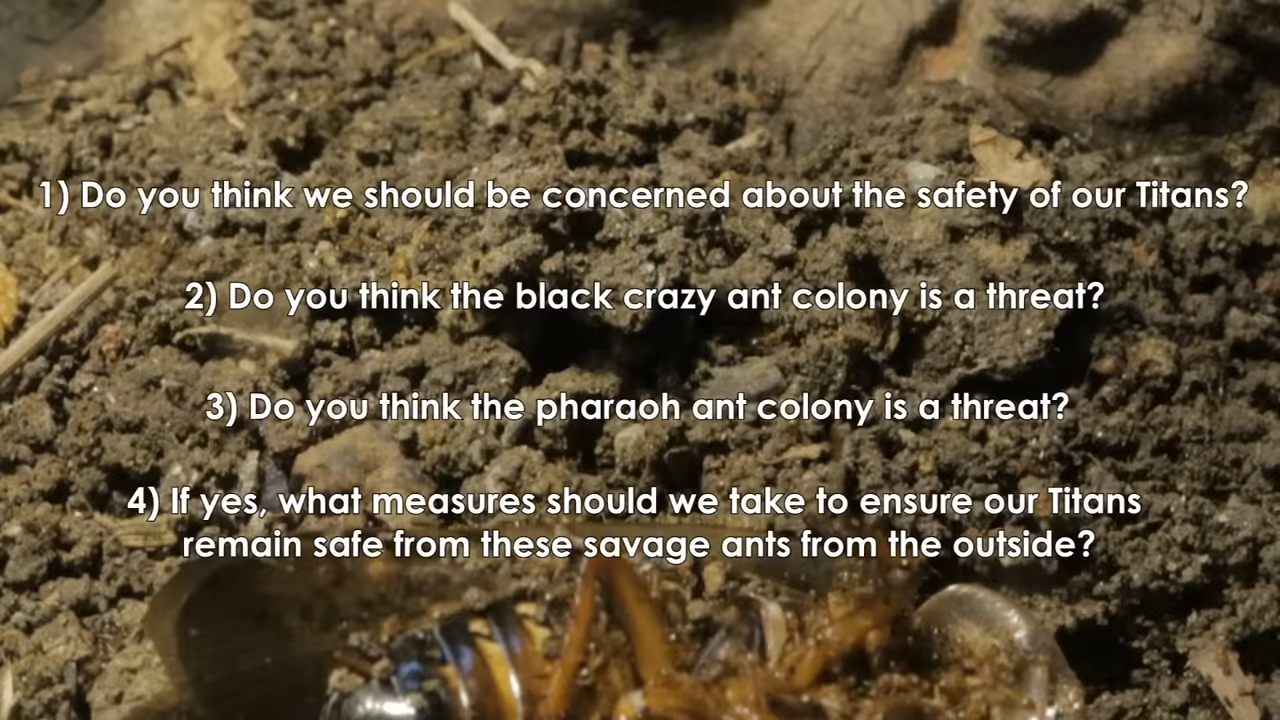 1) Do you think we should be concerned about the safety of our Titans?
2) Do you think the black crazy ant colony is a threat?
3) Do you think the pharaoh ant colony is a threat?
4) If yes, what measures should we take to ensure our Titans
remain safe from these savage ants from the outside?